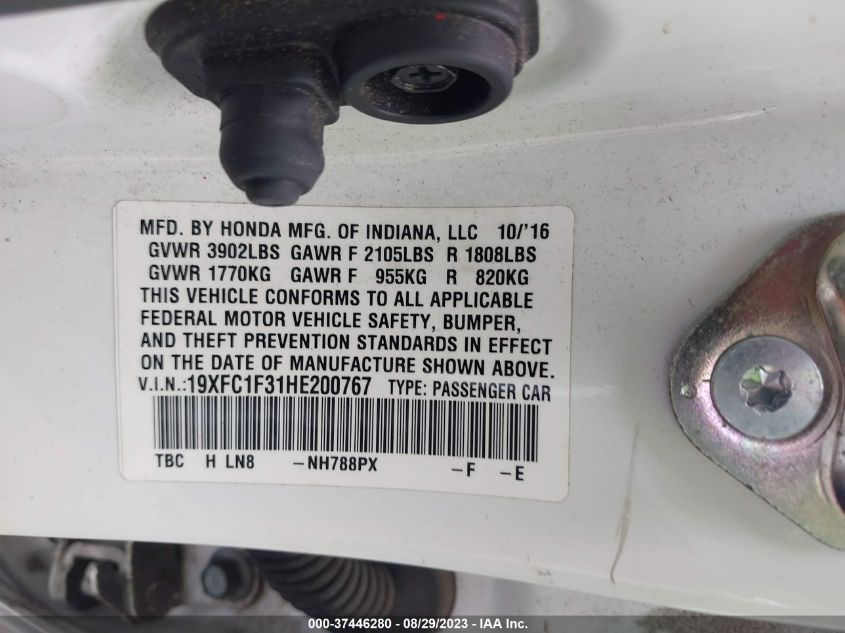 MFD. BY HONDA MFG. OF INDIANA, LLC 10/'16
GVWR 3902LBS GAWR F 2105LBS R 1808LBS
GVWR 1770KG GAWR F 955KG R 820KG
THIS VEHICLE CONFORMS TO ALL APPLICABLE
FEDERAL MOTOR VEHICLE SAFETY, BUMPER,
AND THEFT PREVENTION STANDARDS IN EFFECT
ON THE DATE OF MANUFACTURE SHOWN ABOVE.
V.I.N.:19XFC1F31HE200767 TYPE: PASSENGER CAR
TBC H LN8 -NH788PX -F -E
000-37446280 - 08/29/2023 - IAA Inc.